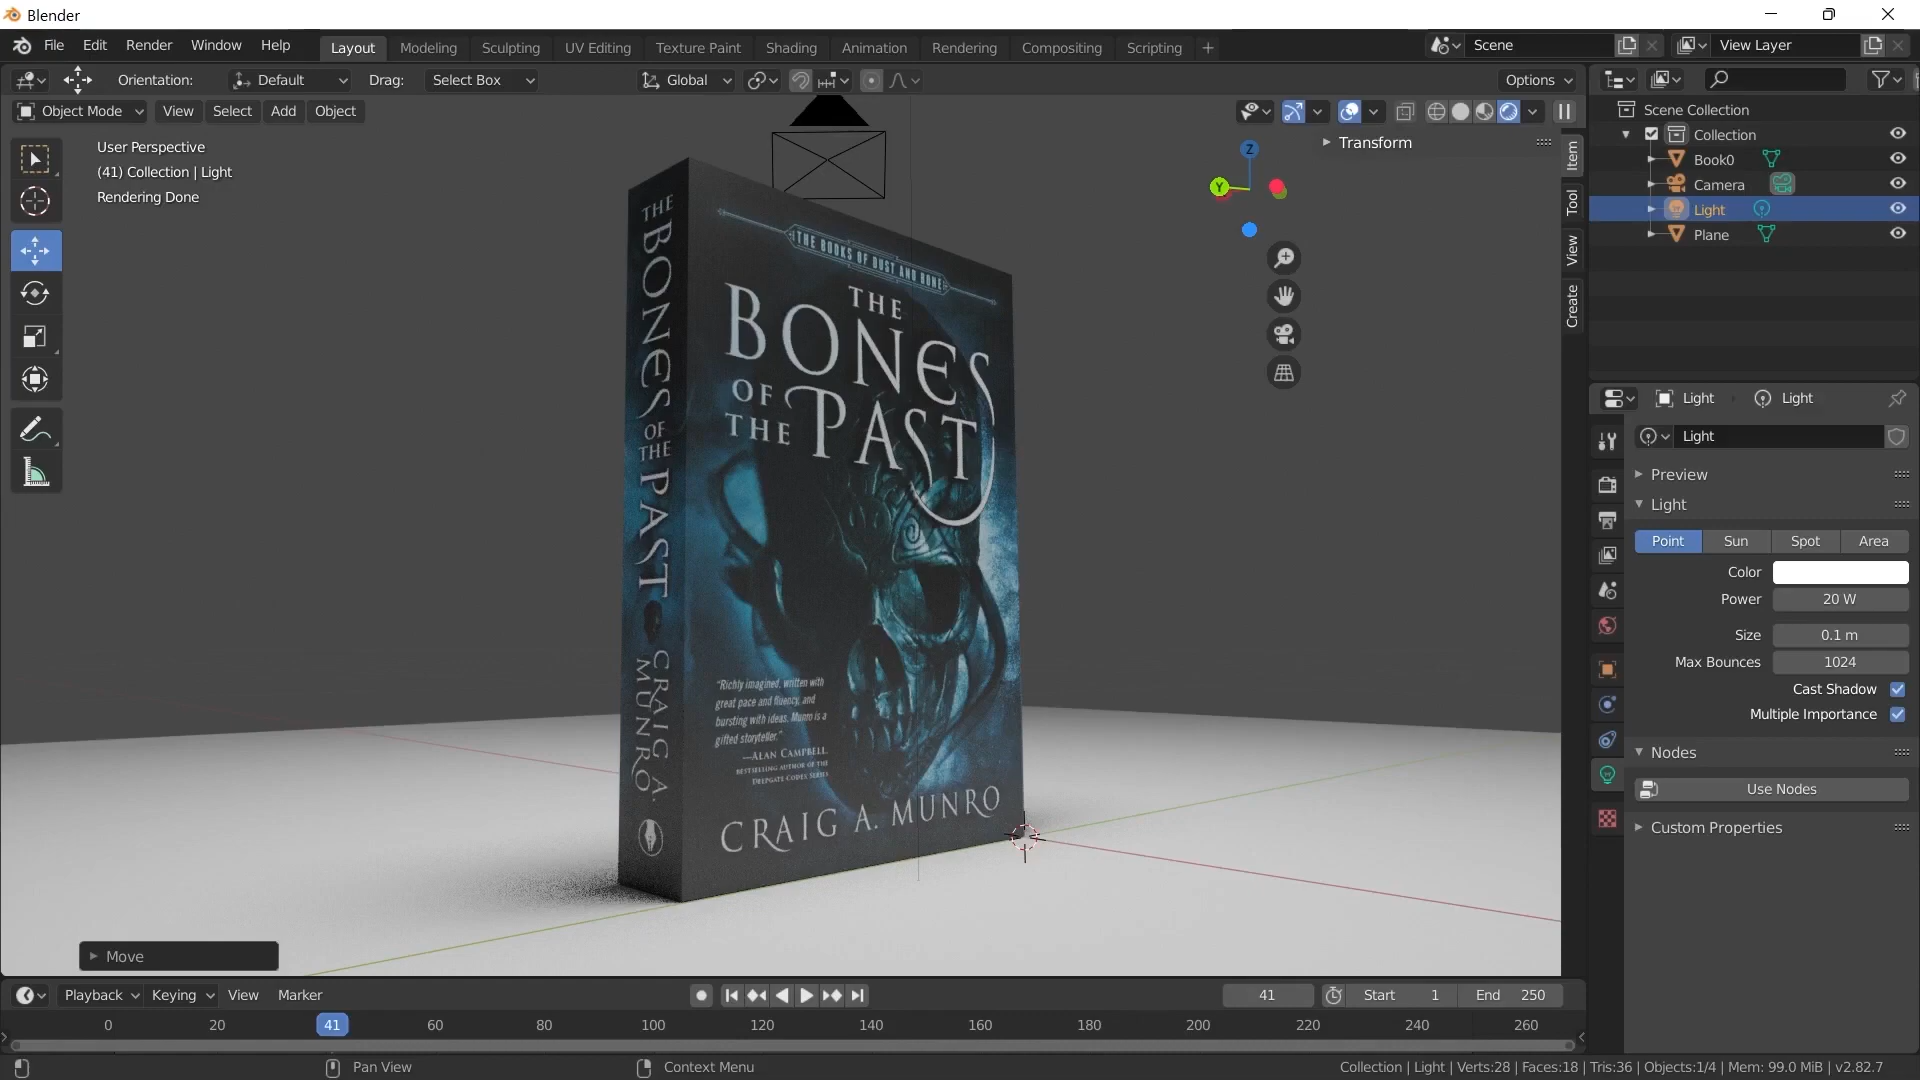 Blender
File Edit Render Window Help Layout Modeling Sculpting UV Editing Texture Paint Shading Animation Rendering Compositing Scripting + Scene View Layer
Orientation: Default Drag: Select Box Global Options
Object Mode View Select Add Object
User Perspective
(41) Collection | Light
Rendering Done
Transform
Z
Y
Item
Tool
View
Create
THE BONES OF THE PAST CRAIG A. MUNRO
THE BOOKS OF DUST AND BONE
THE
BONES
OF
THE PAST
"Richly imagined, written with
great pace and fluency, and
bursting with ideas. Munro is a
gifted storyteller."
—ALAN CAMPBELL
BESTSELLING AUTHOR OF THE
DEEPGATE CODEX SERIES
CRAIG A. MUNRO
Move
Scene Collection
Collection
Book0
Camera
Light
Plane
Light Light
Light
Preview
Light
Point Sun Spot Area
Color
Power 20 W
Size 0.1 m
Max Bounces 1024
Cast Shadow
Multiple Importance
Nodes
Use Nodes
Custom Properties
Playback Keying View Marker 41 Start 1 End 250
0 20 41 60 80 100 120 140 160 180 200 220 240 260
Pan View Context Menu Collection | Light | Verts:28 | Faces:18 | Tris:36 | Objects:1/4 | Mem: 99.0 MiB | v2.82.7